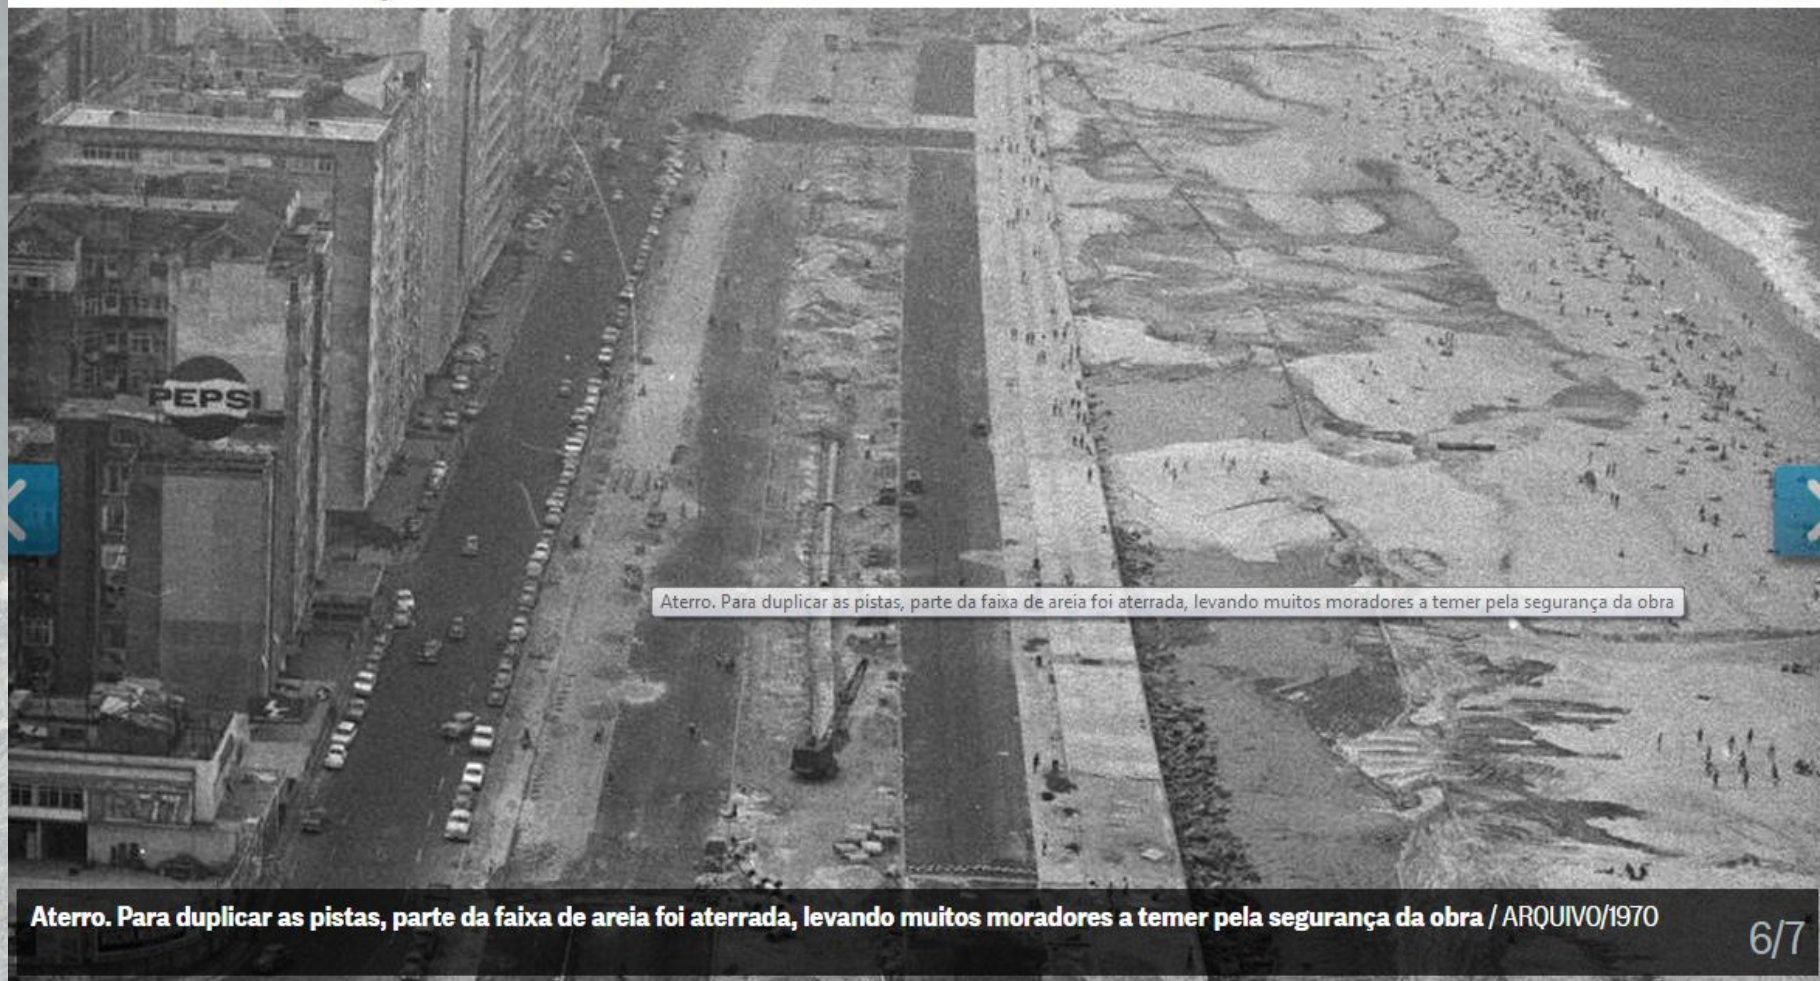 PEPSI
Aterro. Para duplicar as pistas, parte da faixa de areia foi aterrada, levando muitos moradores a temer pela segurança da obra
Aterro. Para duplicar as pistas, parte da faixa de areia foi aterrada, levando muitos moradores a temer pela segurança da obra / ARQUIVO/1970
6/7